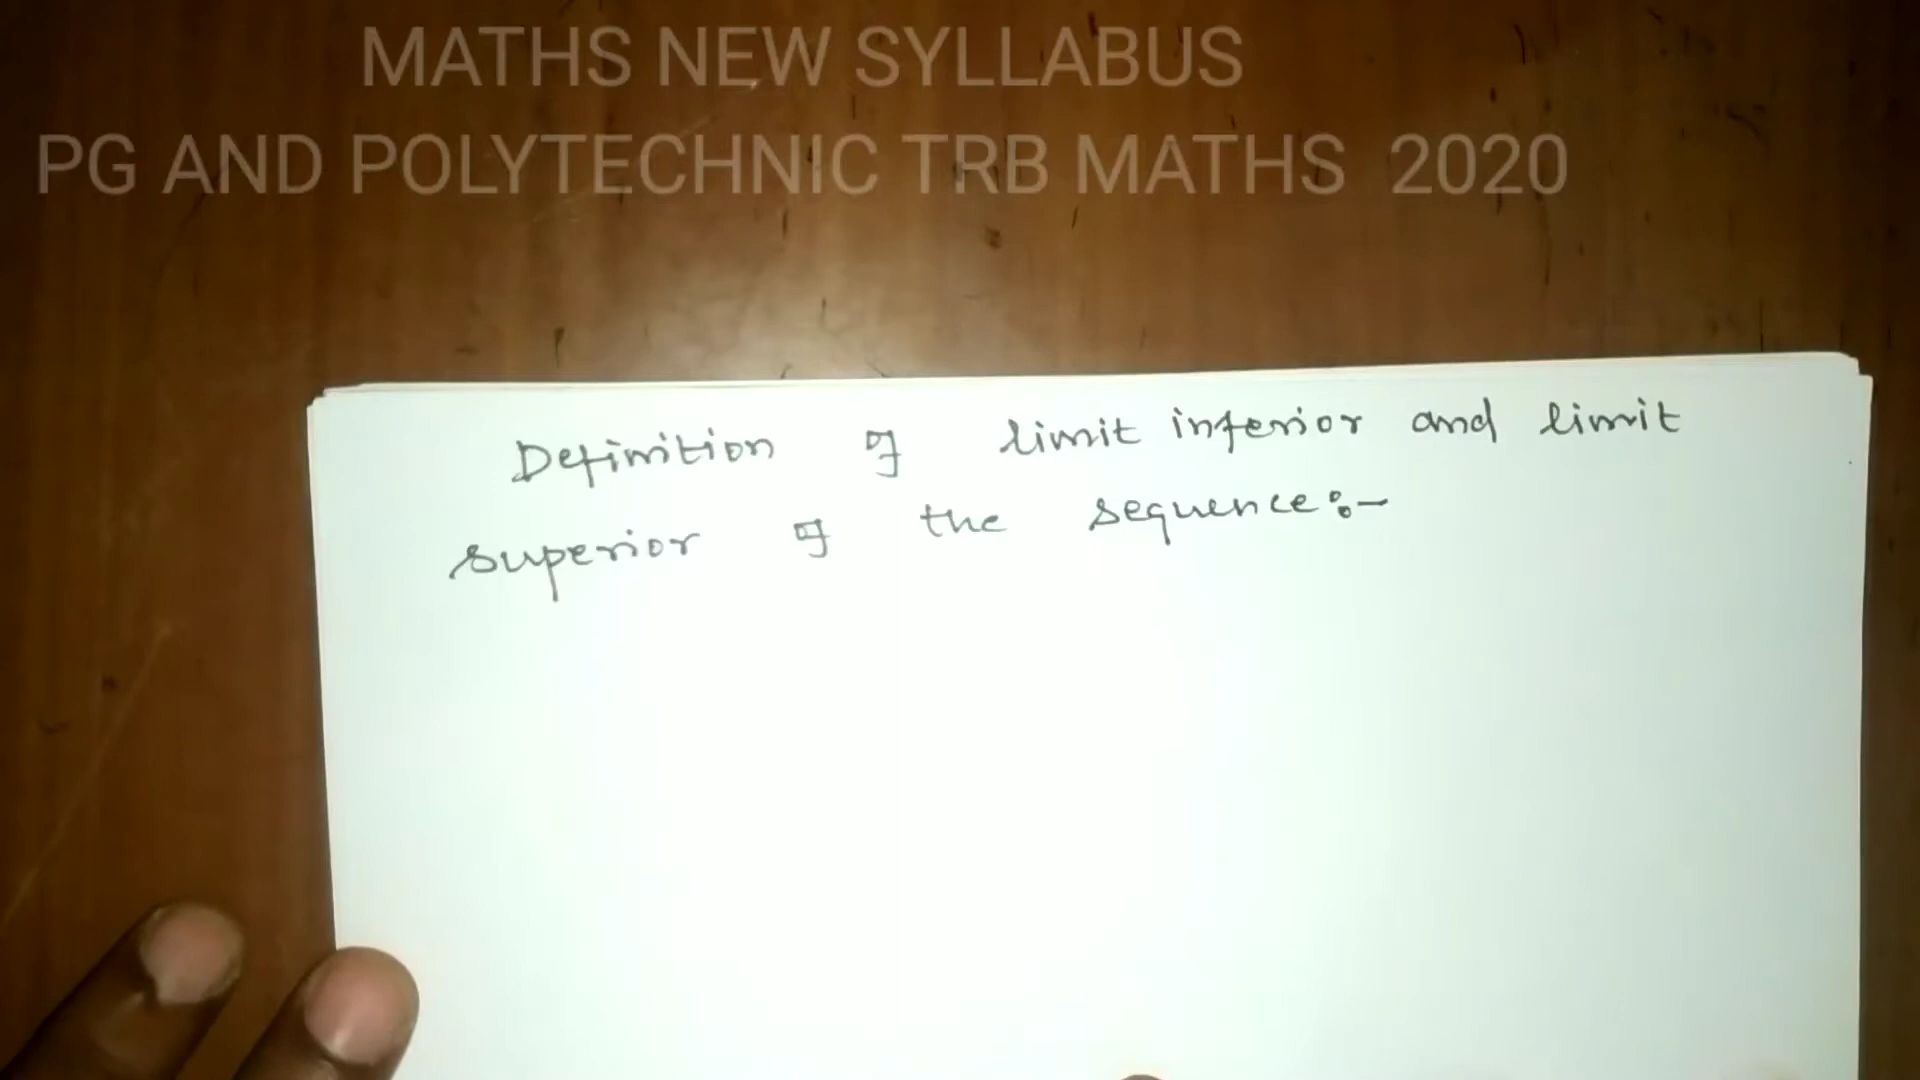 MATHS NEW SYLLABUS
PG AND POLYTECHNIC TRB MATHS 2020
Definition of limit inferior and limit
superior of the sequence:-